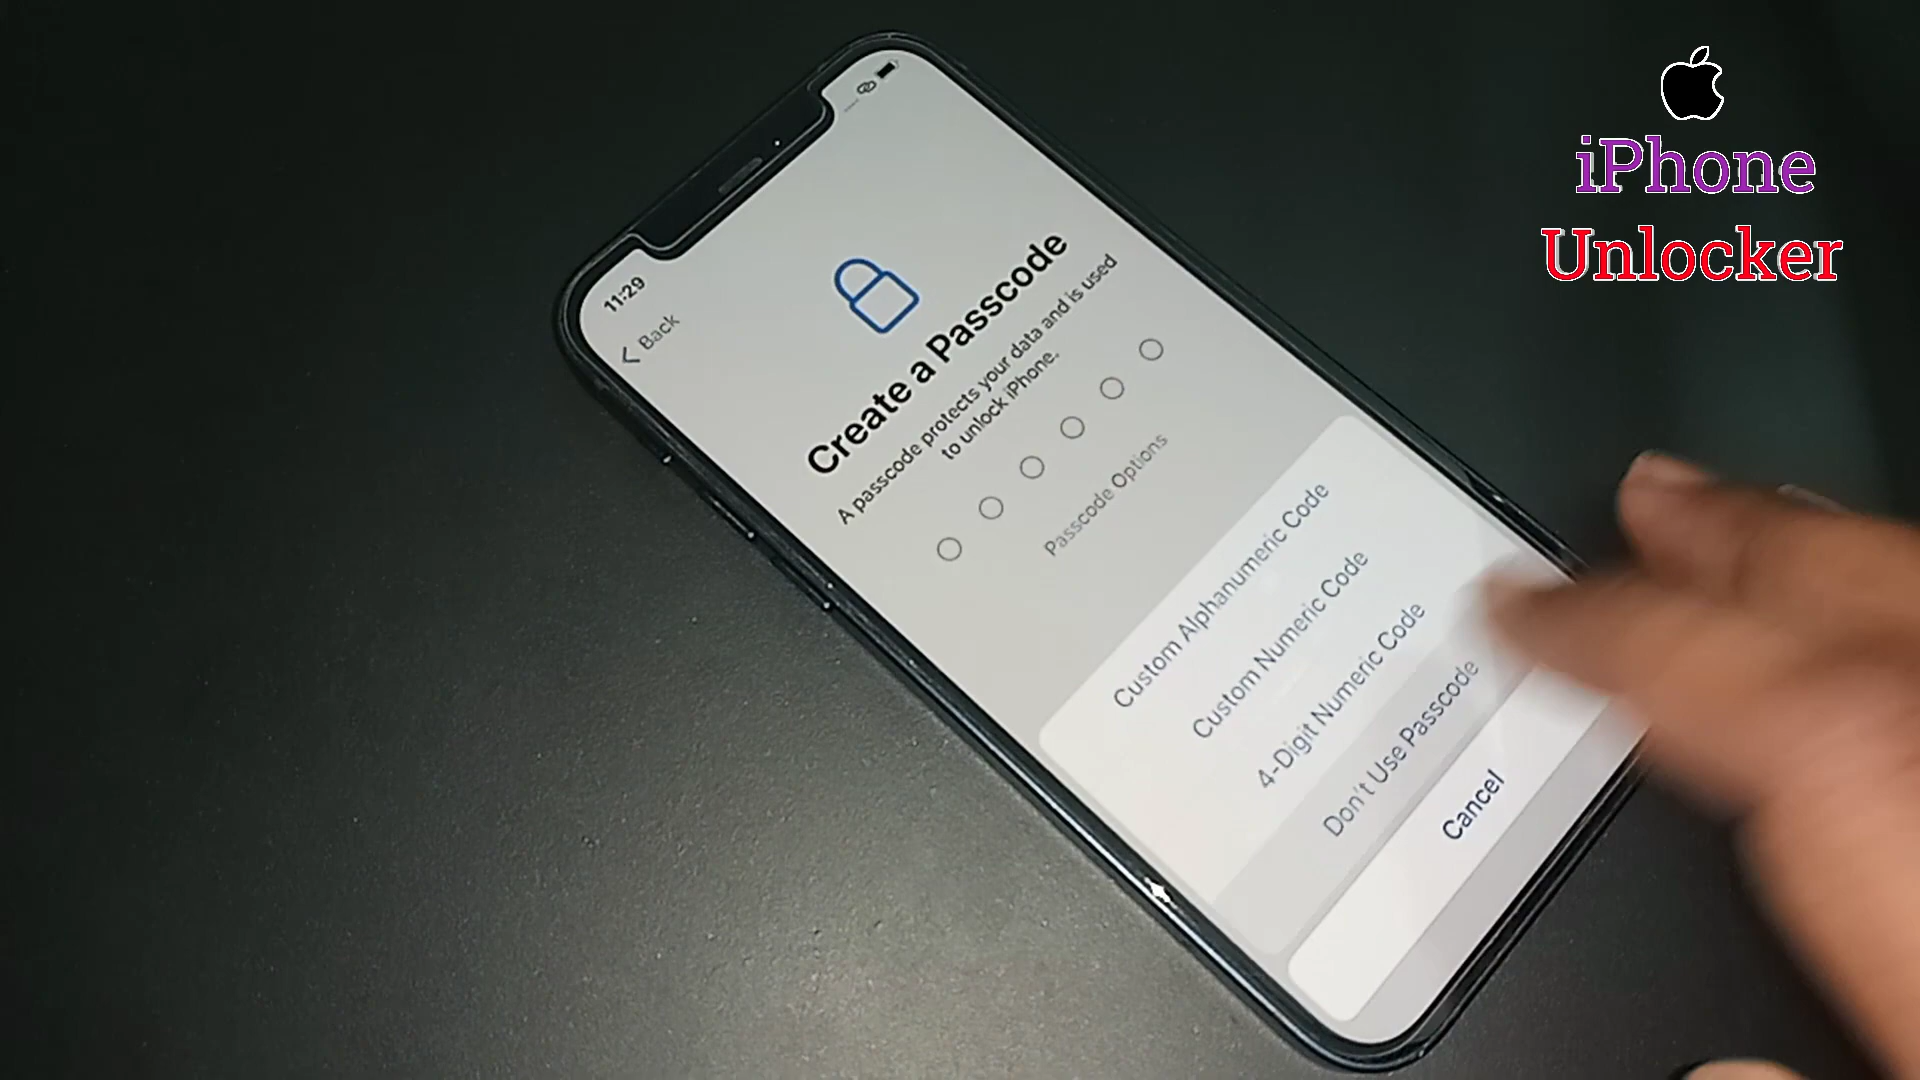 iPhone
Unlocker
11:29
Back
Create a Passcode
A passcode protects your data and is used
to unlock iPhone.
Passcode Options
Custom Alphanumeric Code
Custom Numeric Code
4-Digit Numeric Code
Don't Use Passcode
Cancel